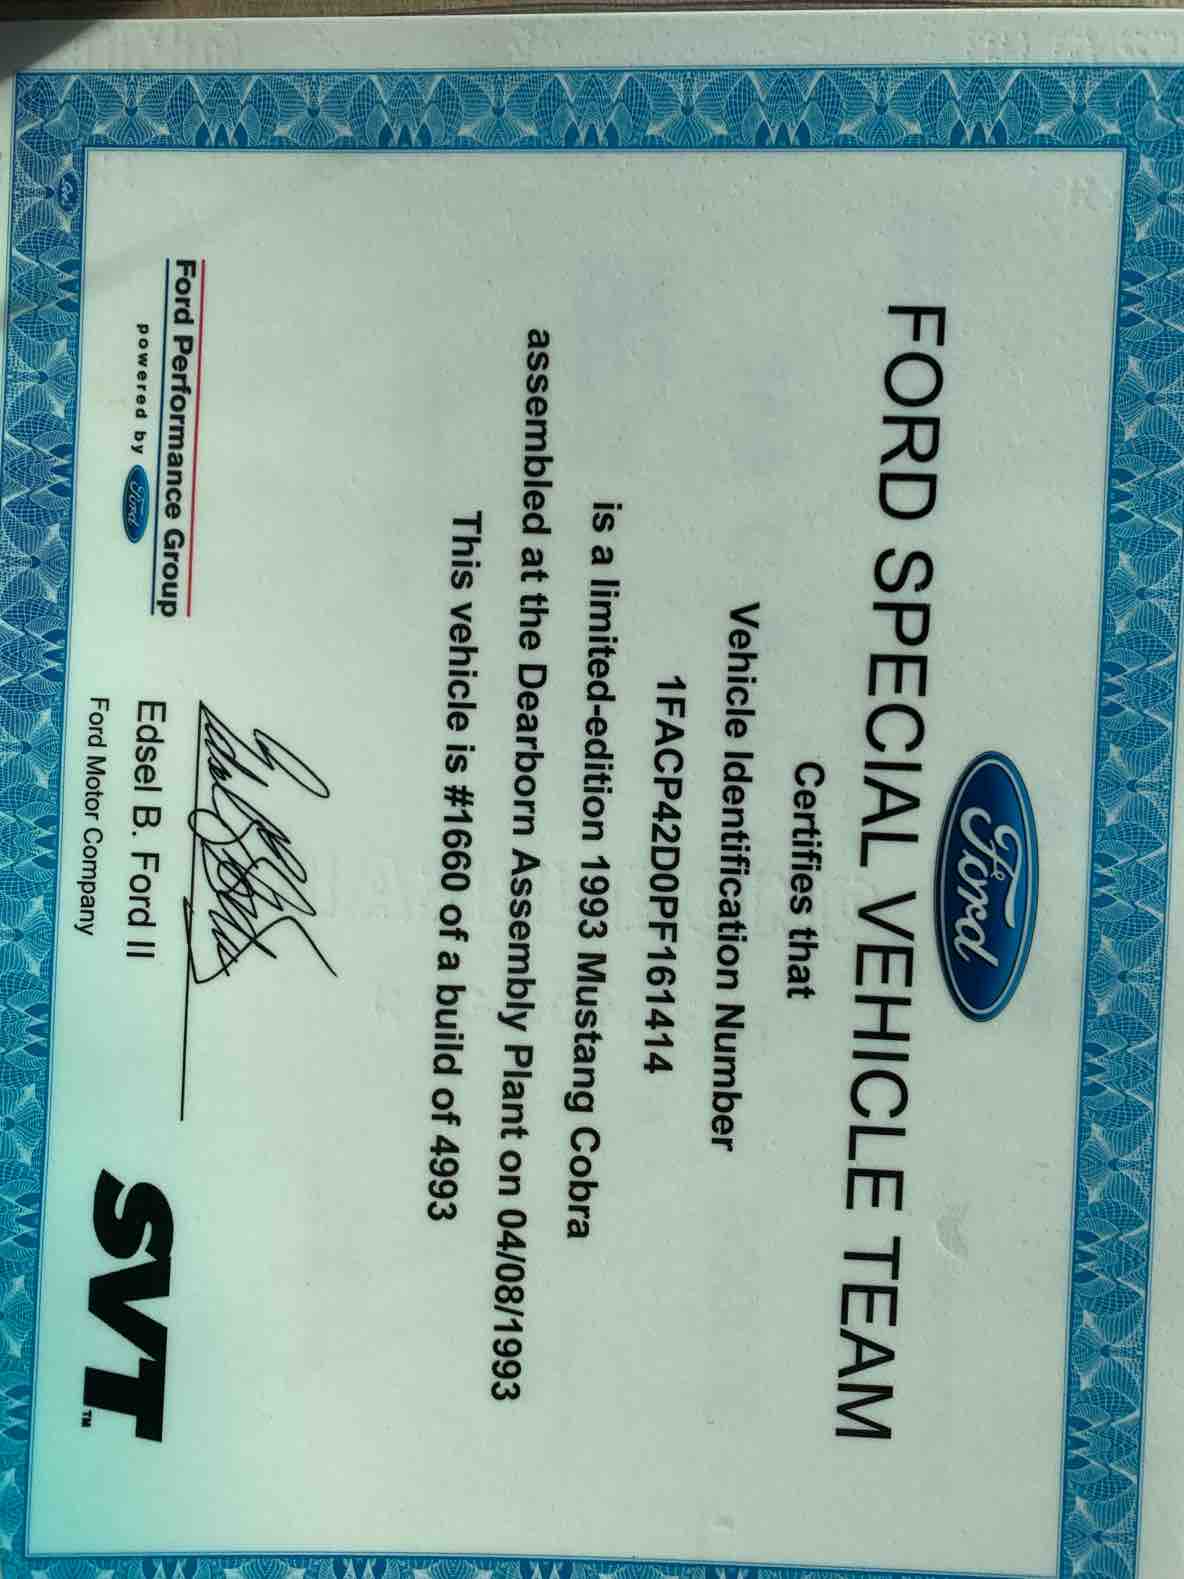 Ford
FORD SPECIAL VEHICLE TEAM
Certifies that
Vehicle Identification Number
1FACP42D0PF161414
is a limited-edition 1993 Mustang Cobra
assembled at the Dearborn Assembly Plant on 04/08/1993
This vehicle is #1660 of a build of 4993
Ford Performance Group
powered by Ford
Edsel B. Ford II
Ford Motor Company
SVT™